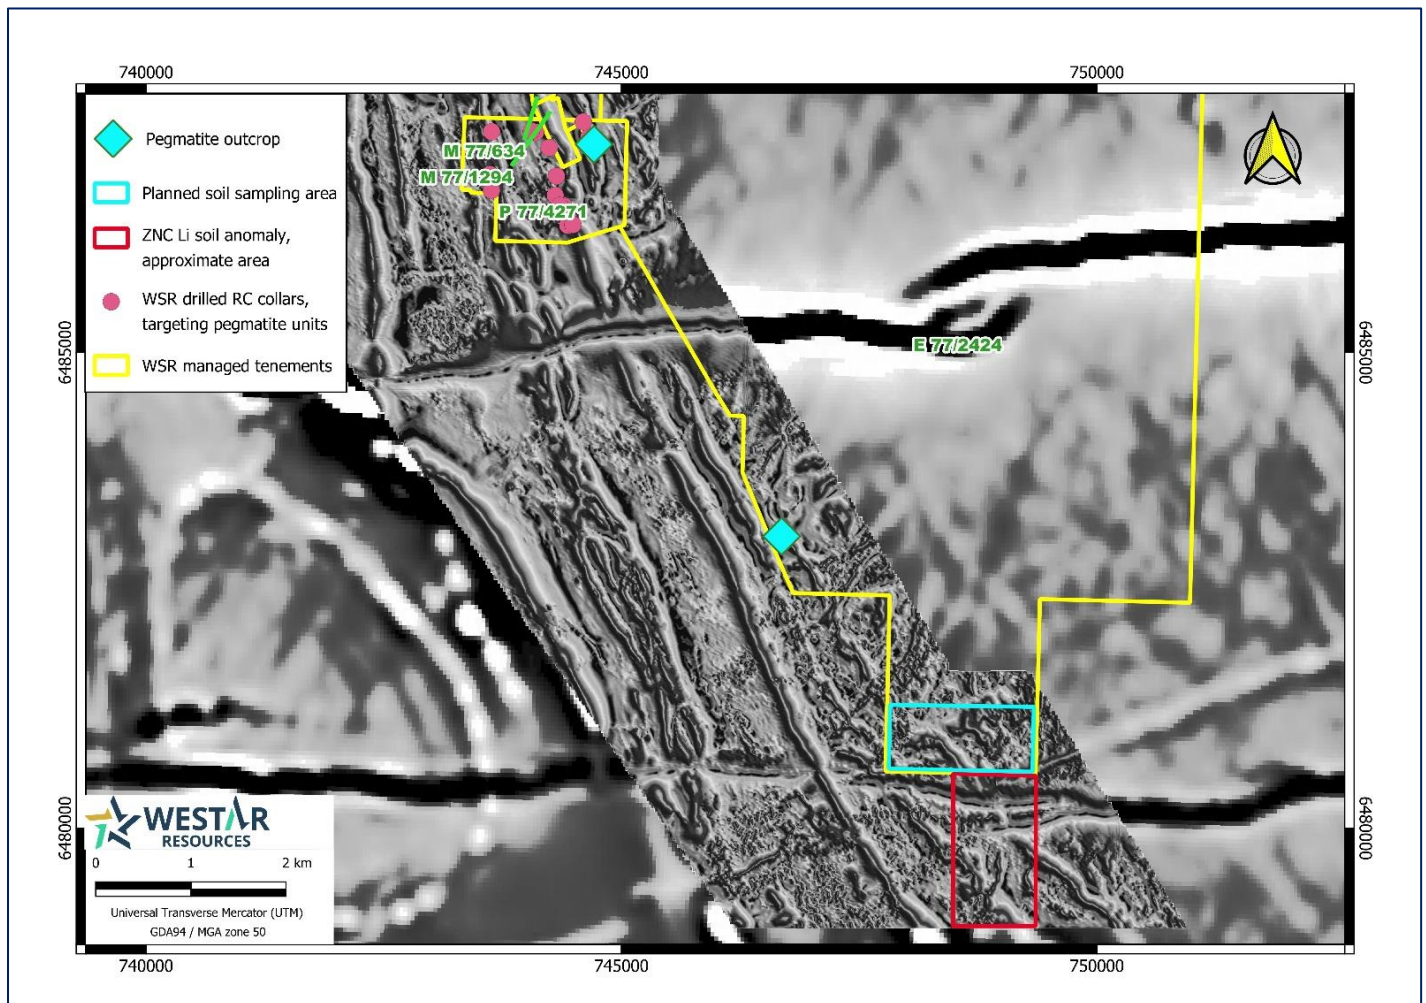 740000
745000
750000
Pegmatite outcrop
Planned soil sampling area
ZNC Li soil anomaly,
approximate area
WSR drilled RC collars,
targeting pegmatite units
WSR managed tenements
M 77/634
M 77/1294
P 77/4271
E 77/2424
6485000
6485000
6480000
6480000
WESTAR
RESOURCES
0 1 2 km
Universal Transverse Mercator (UTM)
GDA94 / MGA zone 50
740000
745000
750000